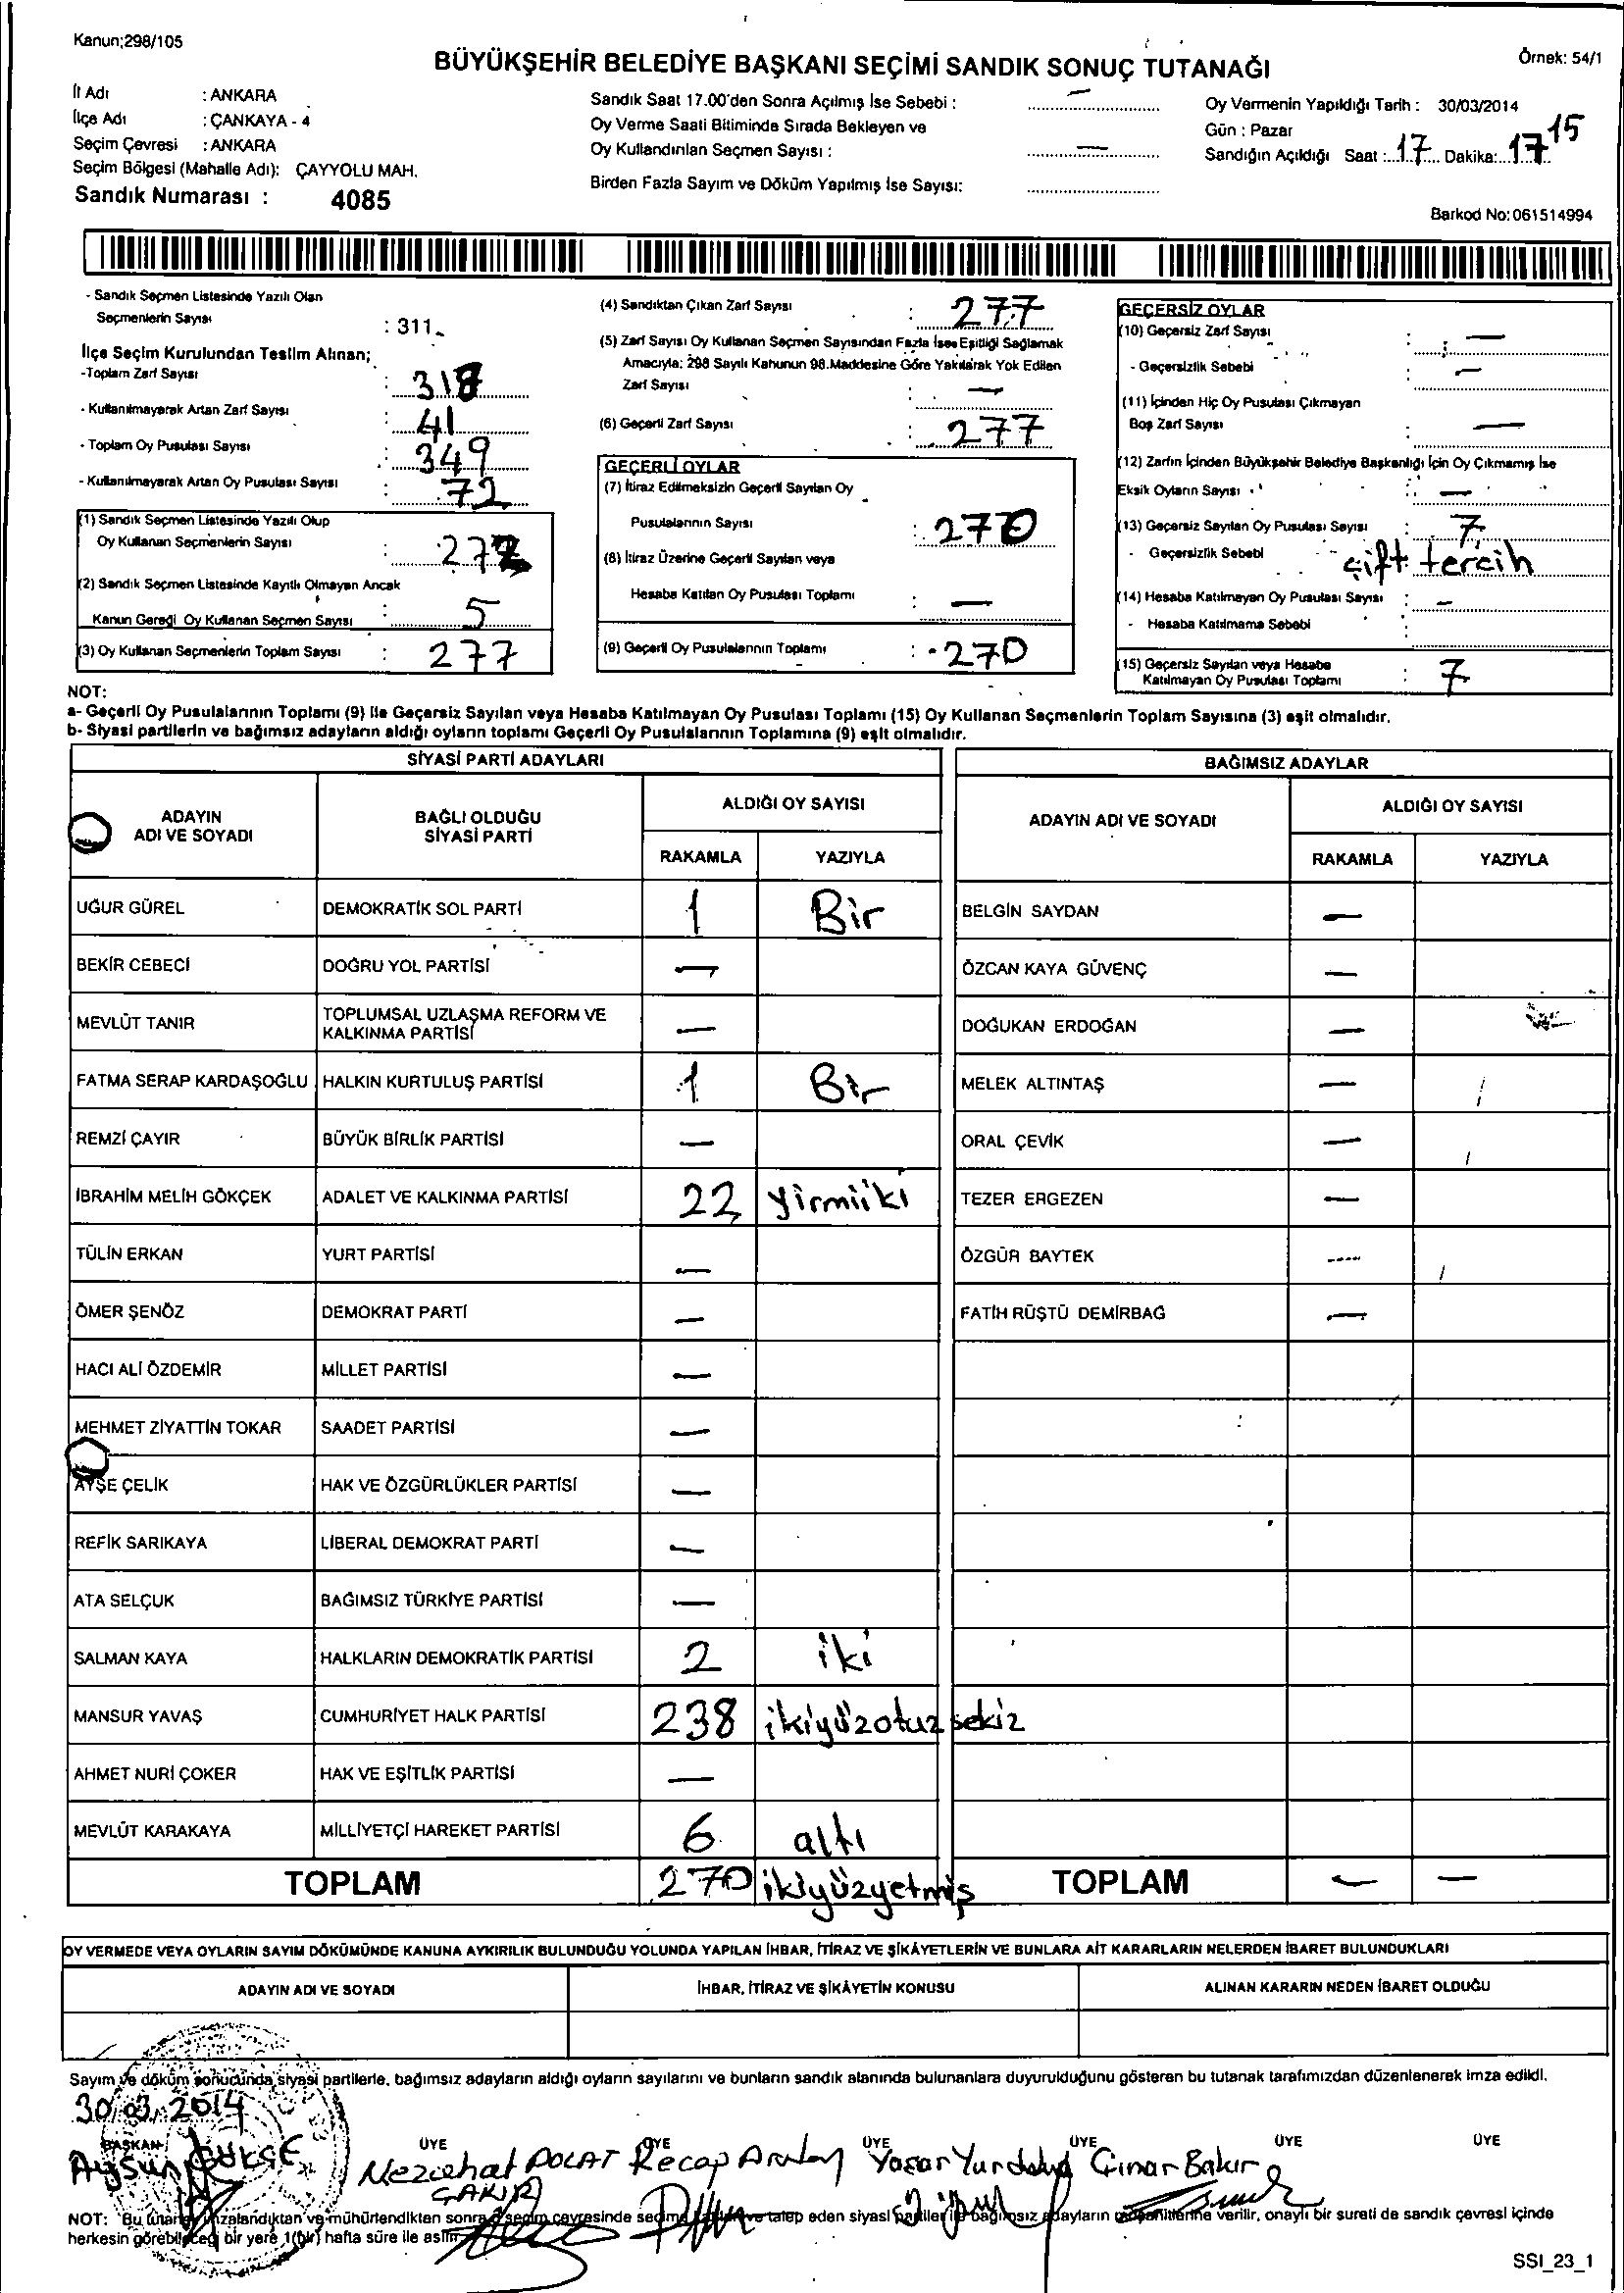 Kanun;298/105
BÜYÜKŞEHİR BELEDİYE BAŞKANI SEÇİMİ SANDIK SONUÇ TUTANAĞI
Örnek: 54/1
İl Adı : ANKARA
İlçe Adı : ÇANKAYA - 4
Seçim Çevresi : ANKARA
Seçim Bölgesi (Mahalle Adı): ÇAYYOLU MAH.
Sandık Numarası : 4085
Sandık Saat 17.00'den Sonra Açılmış İse Sebebi : —
Oy Verme Saati Bitiminde Sırada Bekleyen ve
Oy Kullandırılan Seçmen Sayısı : —
Birden Fazla Sayım ve Döküm Yapılmış İse Sayısı:
Oy Vermenin Yapıldığı Tarih : 30/03/2014
Gün : Pazar
Sandığın Açıldığı Saat : 17 Dakika: 17 15
Barkod No: 061514994
- Sandık Seçmen Listesinde Yazılı Olan
Seçmenlerin Sayısı : 311
İlçe Seçim Kurulundan Teslim Alınan;
-Toplam Zarf Sayısı : 318
- Kullanılmayarak Artan Zarf Sayısı : 41
- Toplam Oy Pusulası Sayısı : 349
- Kullanılmayarak Artan Oy Pusulası Sayısı : 72
(1) Sandık Seçmen Listesinde Yazılı Olup
Oy Kullanan Seçmenlerin Sayısı : 272
(2) Sandık Seçmen Listesinde Kayıtlı Olmayan Ancak
Kanun Gereği Oy Kullanan Seçmen Sayısı : 5
(3) Oy Kullanan Seçmenlerin Toplam Sayısı : 277
(4) Sandıktan Çıkan Zarf Sayısı : 277
(5) Zarf Sayısı Oy Kullanan Seçmen Sayısından Fazla İse; Eşitliği Sağlamak
Amacıyla; 298 Sayılı Kanunun 98.Maddesine Göre Yakılarak Yok Edilen
Zarf Sayısı : —
(6) Geçerli Zarf Sayısı : 277
GEÇERLİ OYLAR
(7) İtiraz Edilmeksizin Geçerli Sayılan Oy
Pusulalarının Sayısı : 270
(8) İtiraz Üzerine Geçerli Sayılan veya
Hesaba Katılan Oy Pusulası Toplamı : —
(9) Geçerli Oy Pusulalarının Toplamı : 270
GEÇERSİZ OYLAR
(10) Geçersiz Zarf Sayısı : —
- Geçersizlik Sebebi : —
(11) İçinden Hiç Oy Pusulası Çıkmayan
Boş Zarf Sayısı : —
(12) Zarfın İçinden Büyükşehir Belediye Başkanlığı İçin Oy Çıkmamış İse
Eksik Oyların Sayısı : —
(13) Geçersiz Sayılan Oy Pusulası Sayısı : 7
- Geçersizlik Sebebi çift tercih
(14) Hesaba Katılmayan Oy Pusulası Sayısı : —
- Hesaba Katılmama Sebebi :
(15) Geçersiz Sayılan veya Hesaba
Katılmayan Oy Pusulası Toplamı : 7
NOT:
a- Geçerli Oy Pusulalarının Toplamı (9) ile Geçersiz Sayılan veya Hesaba Katılmayan Oy Pusulası Toplamı (15) Oy Kullanan Seçmenlerin Toplam Sayısına (3) eşit olmalıdır.
b- Siyasi partilerin ve bağımsız adayların aldığı oyların toplamı Geçerli Oy Pusulalarının Toplamına (9) eşit olmalıdır.
SİYASİ PARTİ ADAYLARI
ADAYIN ADI VE SOYADI BAĞLI OLDUĞU SİYASİ PARTİ ALDIĞI OY SAYISI
RAKAMLA YAZIYLA
UĞUR GÜREL DEMOKRATİK SOL PARTİ 1 Bir
BEKİR CEBECİ DOĞRU YOL PARTİSİ —
MEVLÜT TANIR TOPLUMSAL UZLAŞMA REFORM VE KALKINMA PARTİSİ —
FATMA SERAP KARDAŞOĞLU HALKIN KURTULUŞ PARTİSİ 1 Bir
REMZİ ÇAYIR BÜYÜK BİRLİK PARTİSİ —
İBRAHİM MELİH GÖKÇEK ADALET VE KALKINMA PARTİSİ 22 yirmiiki
TÜLİN ERKAN YURT PARTİSİ —
ÖMER ŞENÖZ DEMOKRAT PARTİ —
HACI ALİ ÖZDEMİR MİLLET PARTİSİ —
MEHMET ZİYATTİN TOKAR SAADET PARTİSİ —
AYŞE ÇELİK HAK VE ÖZGÜRLÜKLER PARTİSİ —
REFİK SARIKAYA LİBERAL DEMOKRAT PARTİ —
ATA SELÇUK BAĞIMSIZ TÜRKİYE PARTİSİ —
SALMAN KAYA HALKLARIN DEMOKRATİK PARTİSİ 2 iki
MANSUR YAVAŞ CUMHURİYET HALK PARTİSİ 238 ikiyüzotuzsekiz
AHMET NURİ ÇOKER HAK VE EŞİTLİK PARTİSİ —
MEVLÜT KARAKAYA MİLLİYETÇİ HAREKET PARTİSİ 6 altı
TOPLAM 270 ikiyüzyetmiş
BAĞIMSIZ ADAYLAR
ADAYIN ADI VE SOYADI ALDIĞI OY SAYISI
RAKAMLA YAZIYLA
BELGİN SAYDAN —
ÖZCAN KAYA GÜVENÇ —
DOĞUKAN ERDOĞAN —
MELEK ALTINTAŞ —
ORAL ÇEVİK —
TEZER ERGEZEN —
ÖZGÜR BAYTEK —
FATİH RÜŞTÜ DEMİRBAĞ —
TOPLAM — —
OY VERMEDE VEYA OYLARIN SAYIM DÖKÜMÜNDE KANUNA AYKIRILIK BULUNDUĞU YOLUNDA YAPILAN İHBAR, İTİRAZ VE ŞİKÂYETLERİN VE BUNLARA AİT KARARLARIN NELERDEN İBARET BULUNDUKLARI
ADAYIN ADI VE SOYADI İHBAR, İTİRAZ VE ŞİKÂYETİN KONUSU ALINAN KARARIN NEDEN İBARET OLDUĞU
Sayım ve döküm sonucunda siyasi partilerle, bağımsız adayların aldığı oyların sayılarını ve bunların sandık alanında bulunanlara duyurulduğunu gösteren bu tutanak tarafımızdan düzenlenerek imza edildi.
30.03.2014
BAŞKAN ÜYE ÜYE ÜYE ÜYE ÜYE ÜYE
Aysun GÖKÇE Nezahat POLAT ÇAKIR Recep Yaşar Çınar Bakır
NOT: Bu tutanak imzalandıktan ve mühürlendikten sonra seçim çevresinde seçime ve talep eden siyasi partiler ile bağımsız adayların verilir, onaylı bir sureti de sandık çevresi içinde
herkesin görebileceği bir yere 1(bir) hafta süre ile asılır.
SSI_23_1